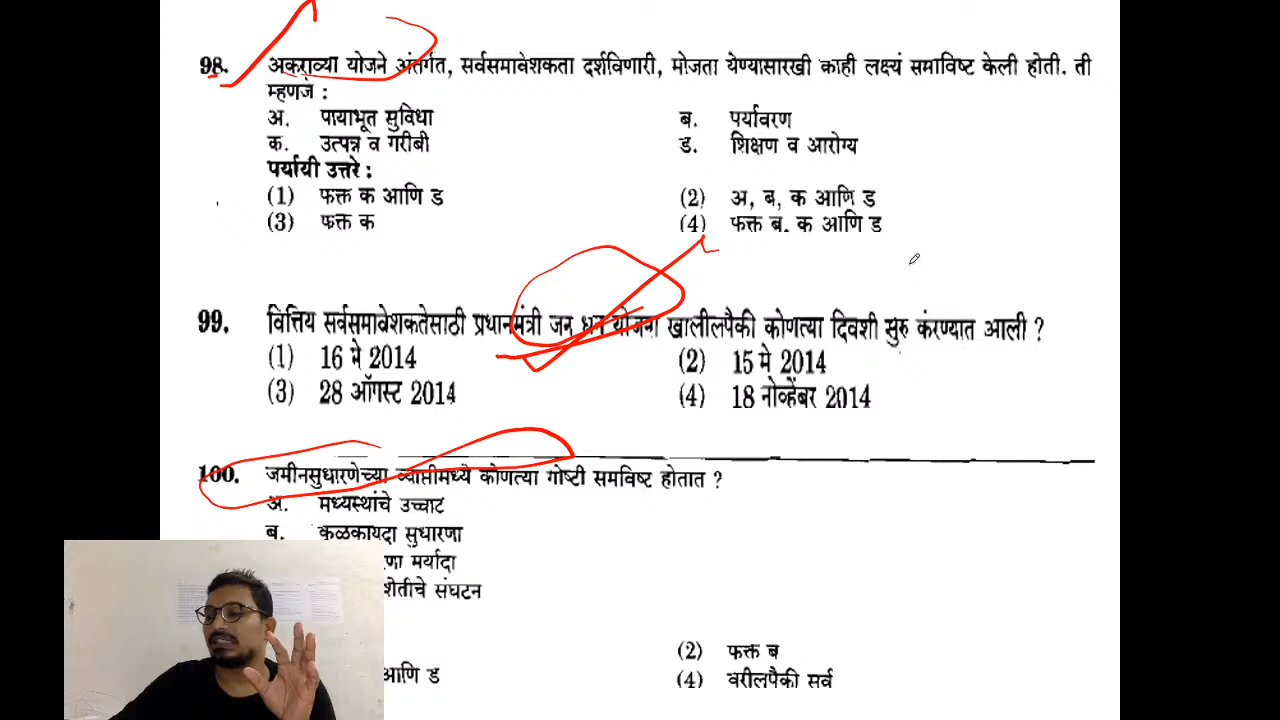 98. अकराव्या योजने अंतर्गत, सर्वसमावेशकता दर्शविणारी, मोजता येण्यासारखी काही लक्ष्यं समाविष्ट केली होती. ती
म्हणजे :
अ. पायाभूत सुविधा ब. पर्यावरण
क. उत्पन्न व गरीबी ड. शिक्षण व आरोग्य
पर्यायी उत्तरे :
(1) फक्त क आणि ड (2) अ, ब, क आणि ड
(3) फक्त क (4) फक्त ब, क आणि ड
99. वित्तिय सर्वसमावेशकतेसाठी प्रधानमंत्री जन धन योजना खालीलपैकी कोणत्या दिवशी सुरु करंण्यात आली ?
(1) 16 मे 2014 (2) 15 मे 2014
(3) 28 ऑगस्ट 2014 (4) 18 नोव्हेंबर 2014
100. जमीनसुधारणेच्या व्याप्तीमध्ये कोणत्या गोष्टी समविष्ट होतात ?
अ. मध्यस्थांचे उच्चाट
ब. कुळकायदा सुधारणा
णा मर्यादा
शेतीचे संघटन
(2) फक्त ब
आणि ड (4) वरीलपैकी सर्व